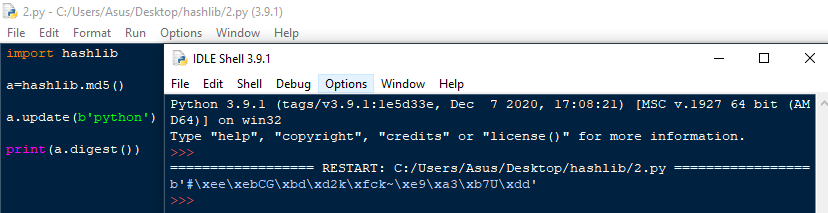 2.py - C:/Users/Asus/Desktop/hashlib/2.py (3.9.1)
File Edit Format Run Options Window Help
import hashlib
a=hashlib.md5()
a.update(b'python')
print(a.digest())
IDLE Shell 3.9.1
File Edit Shell Debug Options Window Help
Python 3.9.1 (tags/v3.9.1:1e5d33e, Dec  7 2020, 17:08:21) [MSC v.1927 64 bit (AM
D64)] on win32
Type "help", "copyright", "credits" or "license()" for more information.
>>>
================== RESTART: C:/Users/Asus/Desktop/hashlib/2.py =================
b'#\xee\xebCG\xbd\xd2k\xfck~\xe9\xa3\xb7U\xdd'
>>>